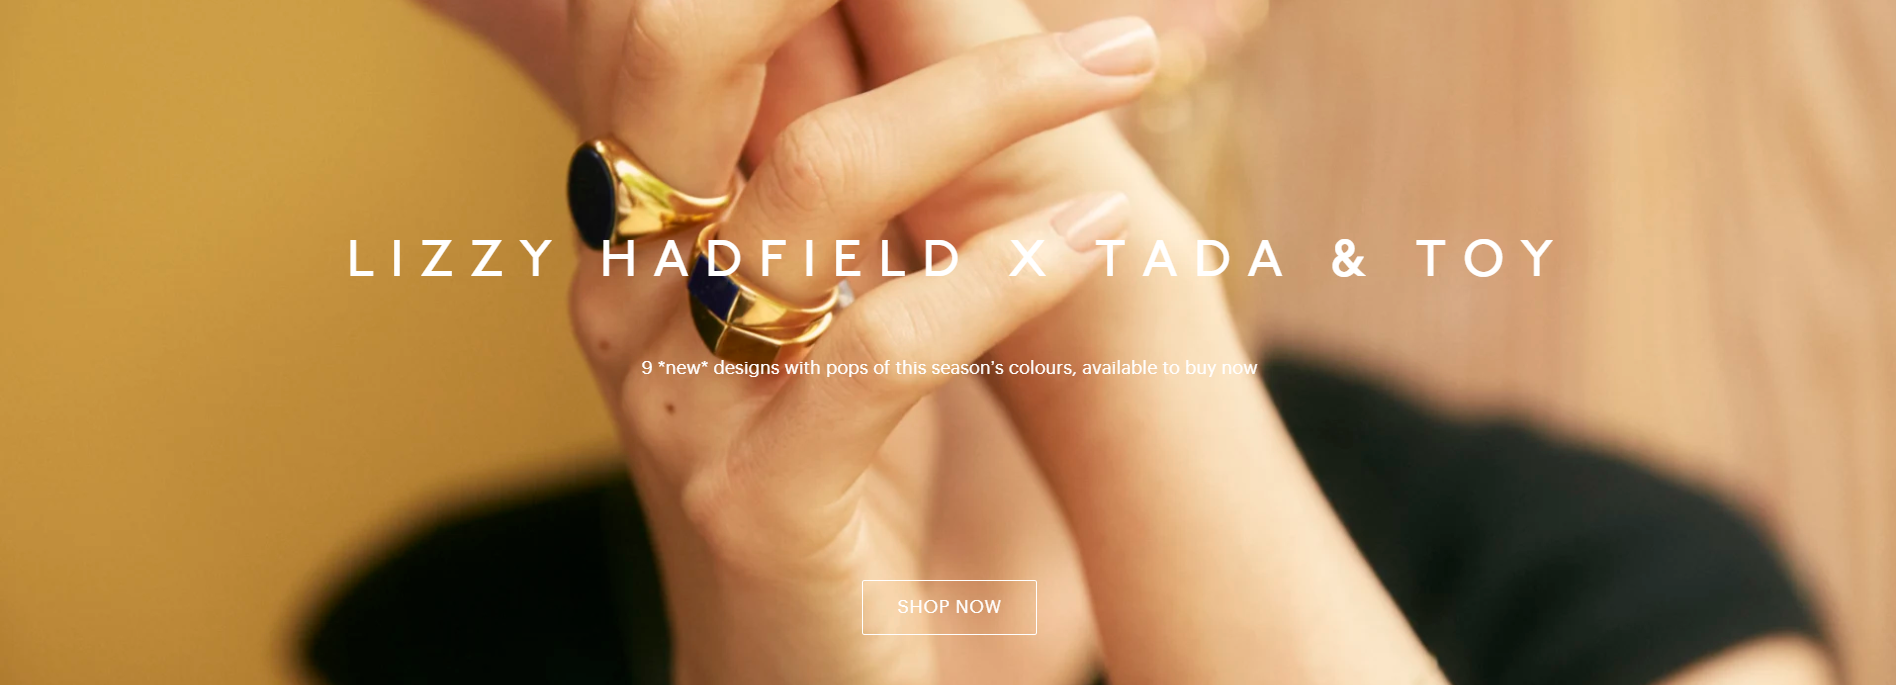 LIZZY HADFIELD X TADA & TOY
9 *new* designs with pops of this season's colours, available to buy now
SHOP NOW